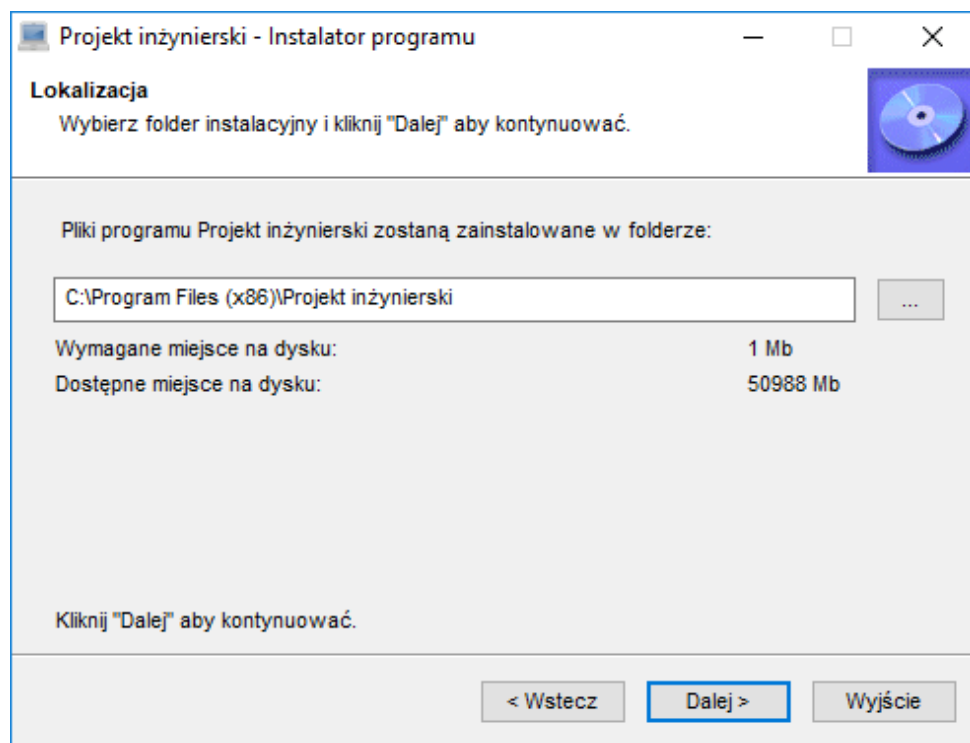 Projekt inżynierski - Instalator programu
Lokalizacja
Wybierz folder instalacyjny i kliknij "Dalej" aby kontynuować.
Pliki programu Projekt inżynierski zostaną zainstalowane w folderze:
C:\Program Files (x86)\Projekt inżynierski
...
Wymagane miejsce na dysku: 1 Mb
Dostępne miejsce na dysku: 50988 Mb
Kliknij "Dalej" aby kontynuować.
< Wstecz Dalej > Wyjście